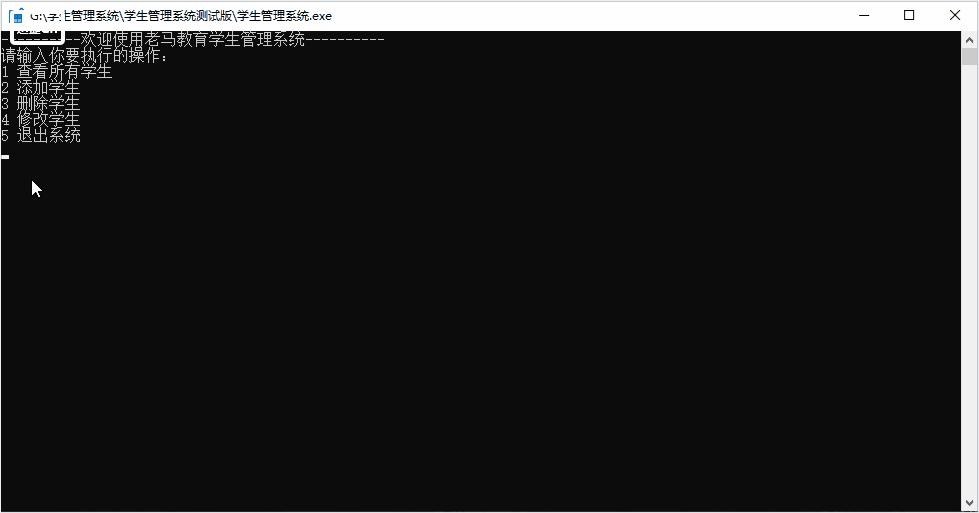 G:\学生管理系统\学生管理系统测试版\学生管理系统.exe
----------欢迎使用老马教育学生管理系统----------
请输入你要执行的操作:
1 查看所有学生
2 添加学生
3 删除学生
4 修改学生
5 退出系统